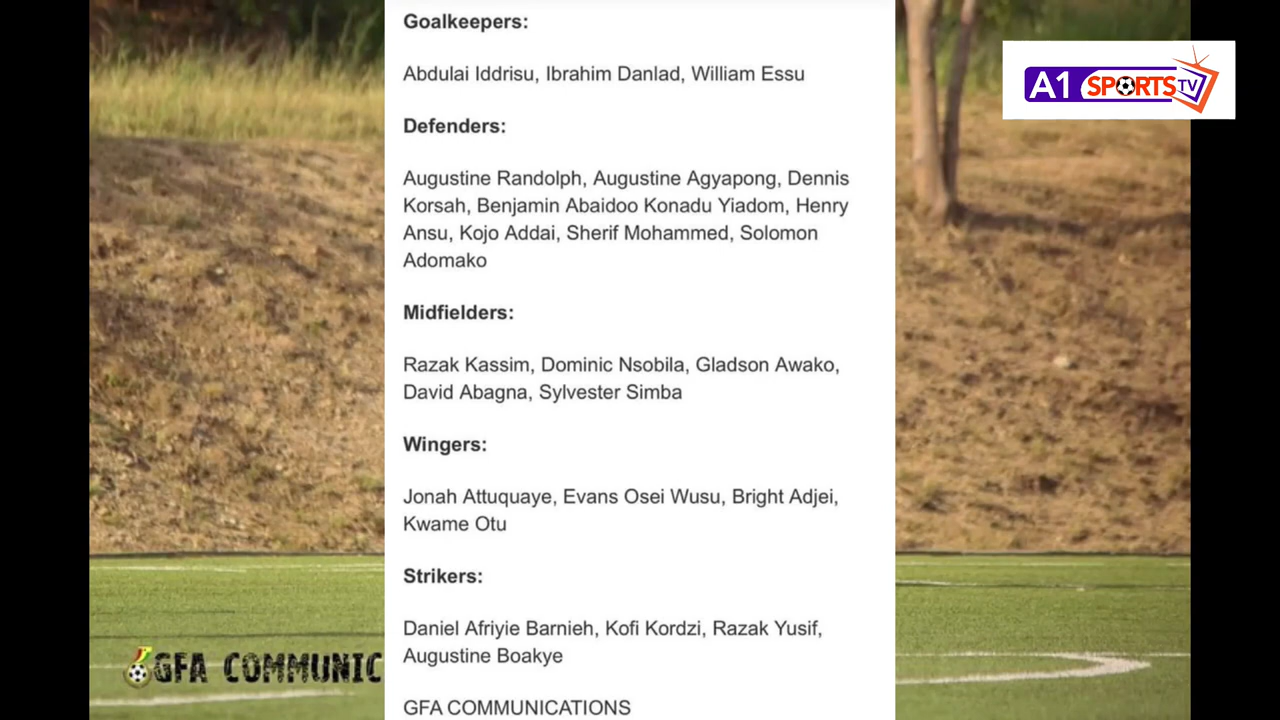 Goalkeepers:
Abdulai Iddrisu, Ibrahim Danlad, William Essu
Defenders:
Augustine Randolph, Augustine Agyapong, Dennis
Korsah, Benjamin Abaidoo Konadu Yiadom, Henry
Ansu, Kojo Addai, Sherif Mohammed, Solomon
Adomako
Midfielders:
Razak Kassim, Dominic Nsobila, Gladson Awako,
David Abagna, Sylvester Simba
Wingers:
Jonah Attuquaye, Evans Osei Wusu, Bright Adjei,
Kwame Otu
Strikers:
Daniel Afriyie Barnieh, Kofi Kordzi, Razak Yusif,
Augustine Boakye
GFA COMMUNICATIONS
A1 SPORTS TV
GFA COMMUNIC